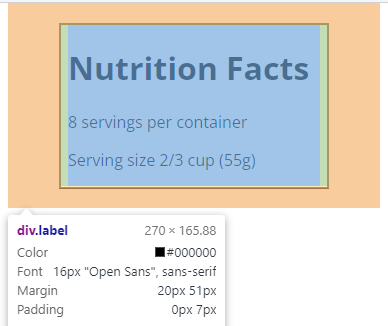 Nutrition Facts
8 servings per container
Serving size 2/3 cup (55g)
div.label 270 × 165.88
Color #000000
Font 16px "Open Sans", sans-serif
Margin 20px 51px
Padding 0px 7px